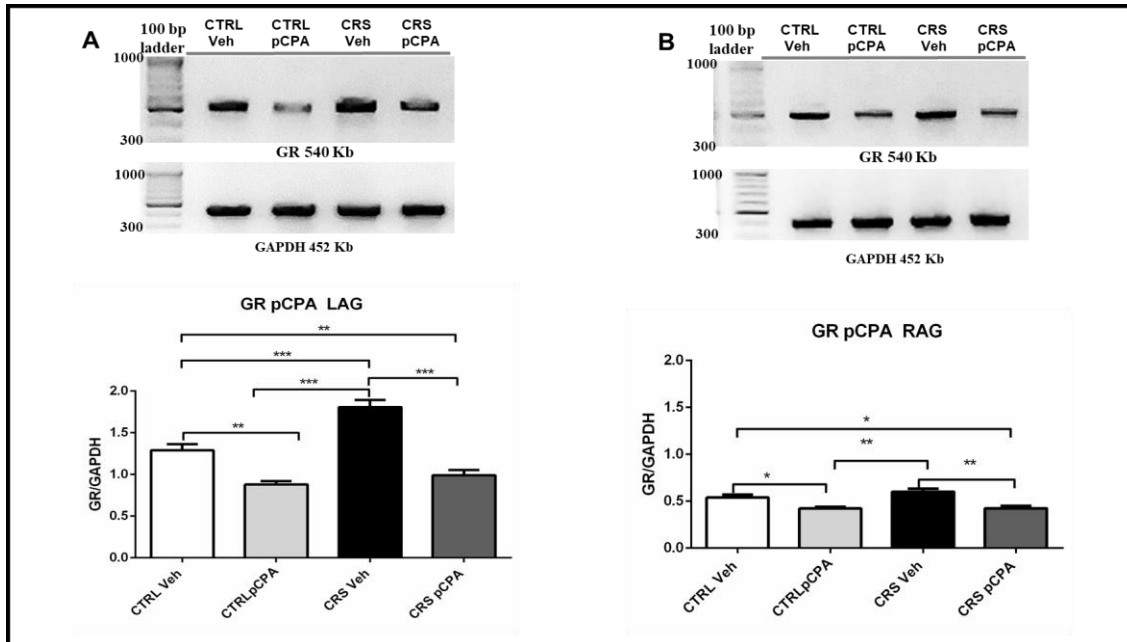 A
100 bp
ladder
CTRL
Veh
CTRL
pCPA
CRS
Veh
CRS
pCPA
1000
300
GR 540 Kb
1000
300
GAPDH 452 Kb
GR pCPA LAG
**
***
***
***
**
GR/GAPDH
2.0
1.5
1.0
0.5
0.0
CTRL Veh
CTRLpCPA
CRS Veh
CRS pCPA
B
100 bp
ladder
CTRL
Veh
CTRL
pCPA
CRS
Veh
CRS
pCPA
1000
300
GR 540 Kb
1000
300
GAPDH 452 Kb
GR pCPA RAG
*
**
*
**
GR/GAPDH
2.0
1.5
1.0
0.5
0.0
CTRL Veh
CTRLpCPA
CRS Veh
CRS pCPA